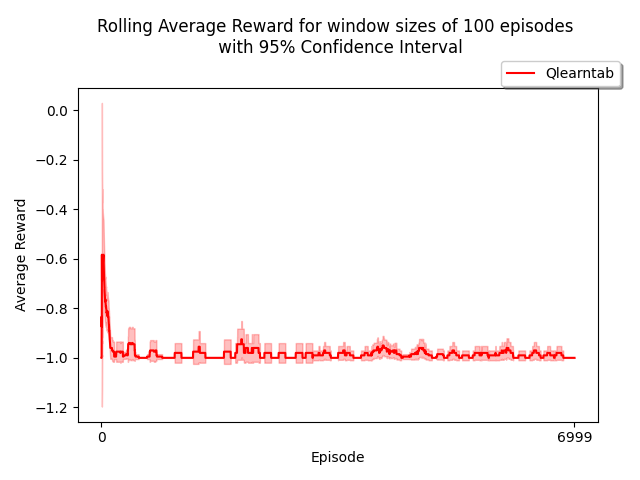 Rolling Average Reward for window sizes of 100 episodes
with 95% Confidence Interval
Qlearntab
0.0
−0.2
−0.4
−0.6
−0.8
−1.0
−1.2
Average Reward
0
6999
Episode